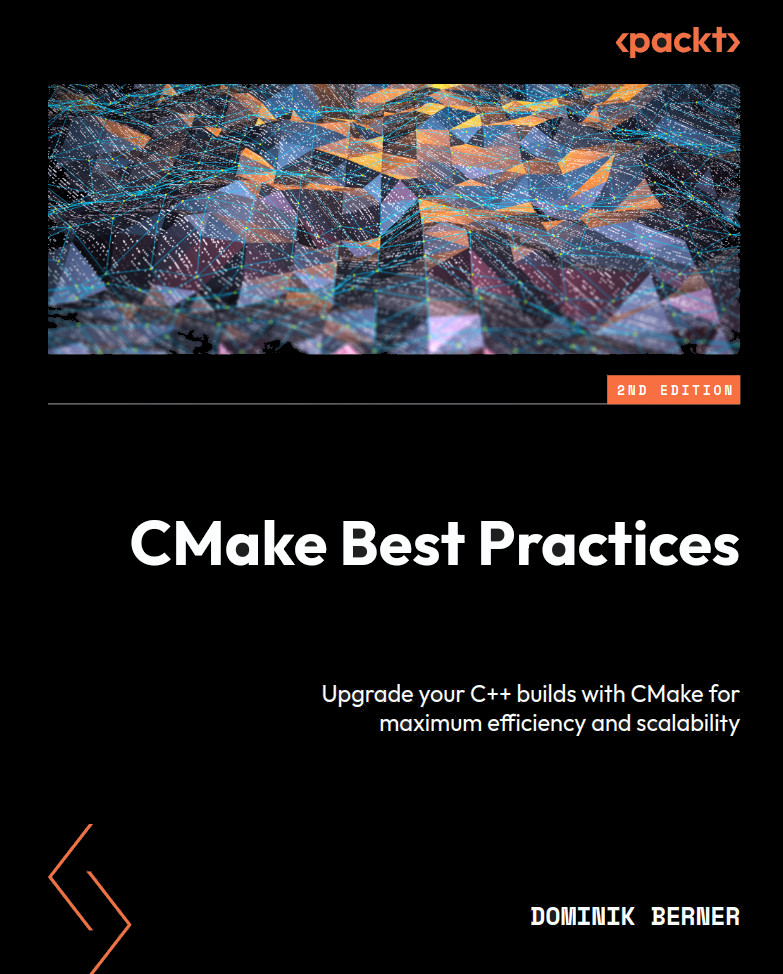 <packt>
2ND EDITION
CMake Best Practices
Upgrade your C++ builds with CMake for
maximum efficiency and scalability
DOMINIK BERNER